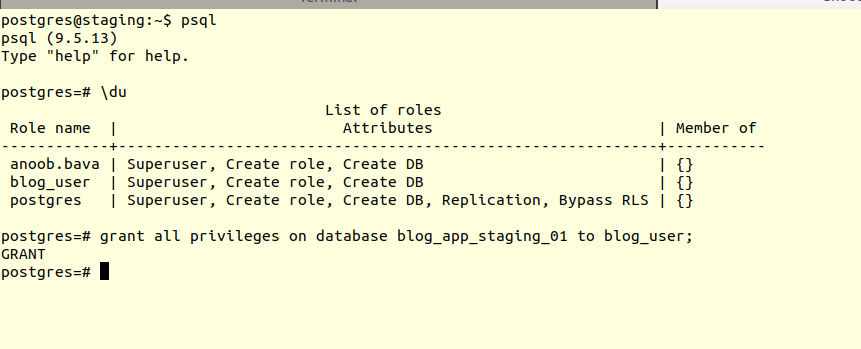 Terminal
postgres@staging:~$ psql
psql (9.5.13)
Type "help" for help.
postgres=# \du
List of roles
Role name | Attributes | Member of
------------+-----------------------------------------------------------+-----------
anoob.bava | Superuser, Create role, Create DB | {}
blog_user | Superuser, Create role, Create DB | {}
postgres | Superuser, Create role, Create DB, Replication, Bypass RLS | {}
postgres=# grant all privileges on database blog_app_staging_01 to blog_user;
GRANT
postgres=#